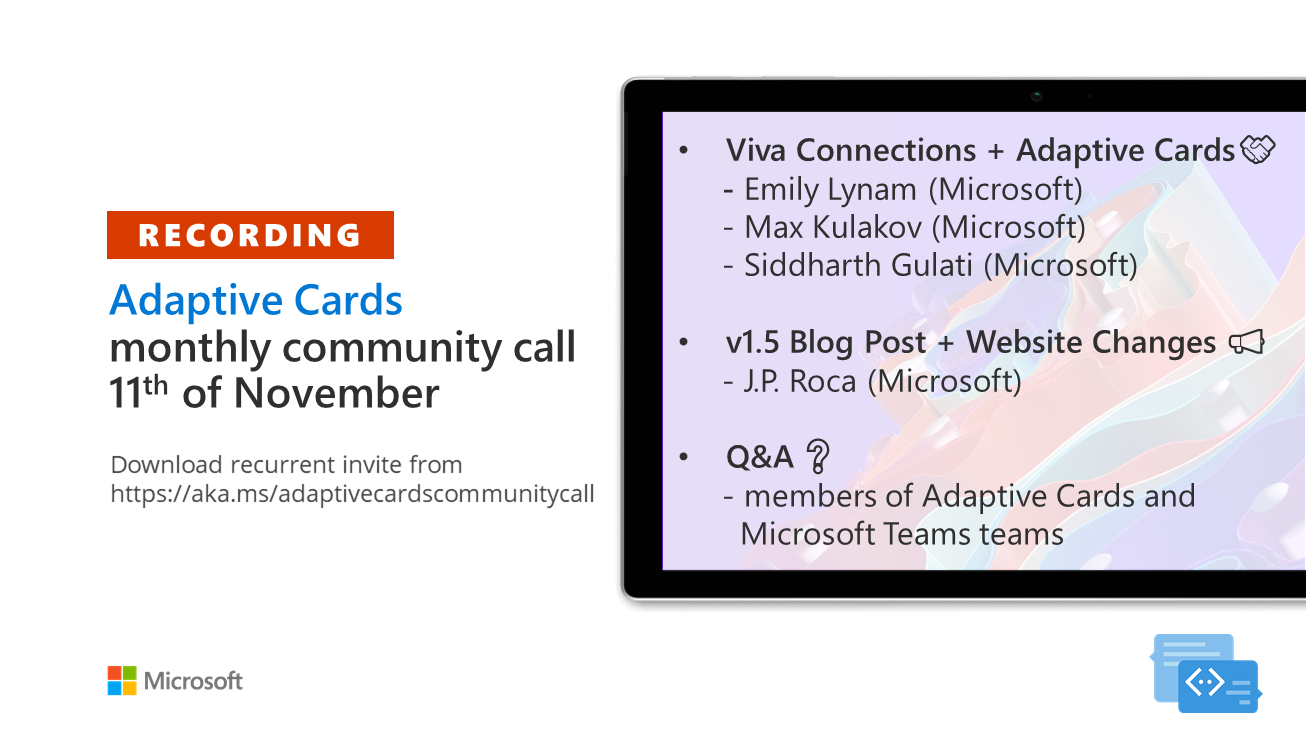 RECORDING
Adaptive Cards
monthly community call
11th of November
Download recurrent invite from
https://aka.ms/adaptivecardscommunitycall
Microsoft
• Viva Connections + Adaptive Cards
- Emily Lynam (Microsoft)
- Max Kulakov (Microsoft)
- Siddharth Gulati (Microsoft)
• v1.5 Blog Post + Website Changes
- J.P. Roca (Microsoft)
• Q&A
- members of Adaptive Cards and
Microsoft Teams teams